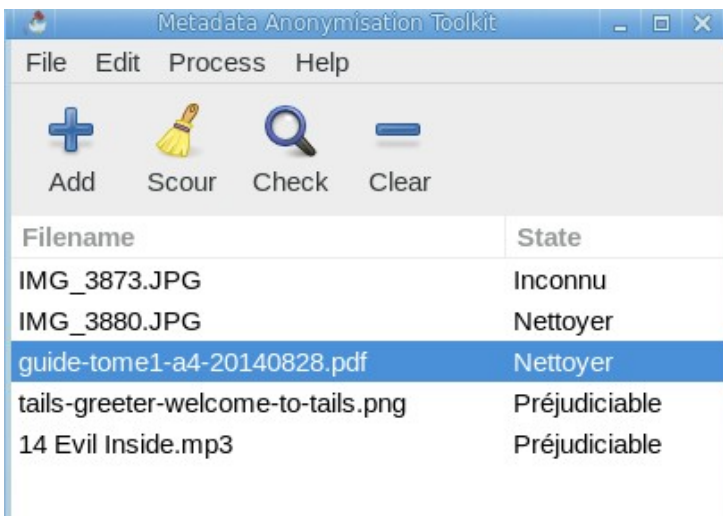 Metadata Anonymisation Toolkit
File Edit Process Help
Add Scour Check Clear
Filename State
IMG_3873.JPG Inconnu
IMG_3880.JPG Nettoyer
guide-tome1-a4-20140828.pdf Nettoyer
tails-greeter-welcome-to-tails.png Préjudiciable
14 Evil Inside.mp3 Préjudiciable